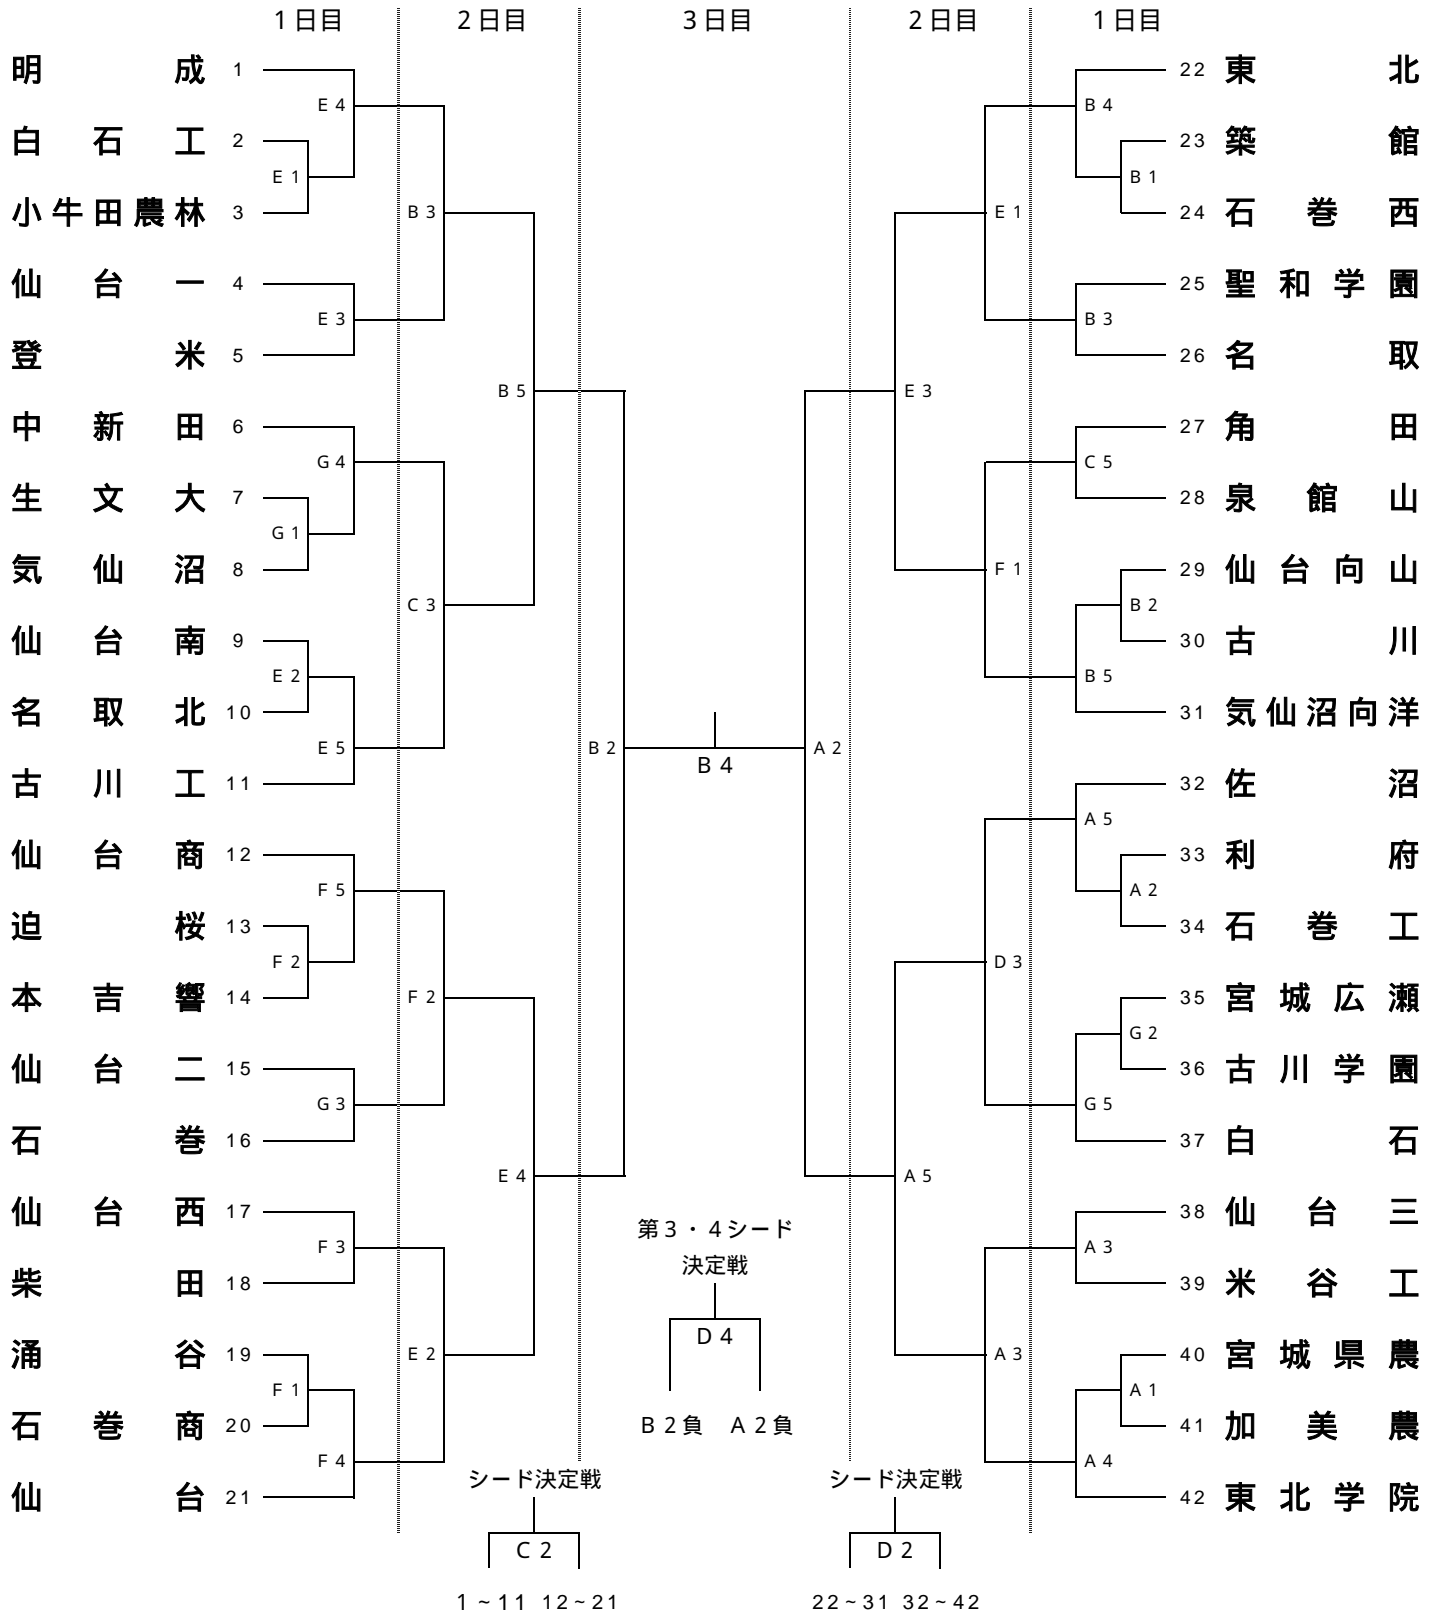 1日目 2日目 3日目 2日目 1日目
明成 1 22 東北
E4 B4
白石工 2 23 築館
E1 B1
小牛田農林 3 B3 E1 24 石巻西
仙台一 4 25 聖和学園
E3 B3
登米 5 26 名取
B5 E3
中新田 6 27 角田
G4 C5
生文大 7 28 泉館山
G1
気仙沼 8 F1 29 仙台向山
C3 B2
仙台南 9 30 古川
E2 B5
名取北 10 31 気仙沼向洋
E5 B2 A2
B4
古川工 11 32 佐沼
A5
仙台商 12 33 利府
F5 A2
迫桜 13 34 石巻工
F2 D3
本吉響 14 F2 35 宮城広瀬
G2
仙台二 15 36 古川学園
G3 G5
石巻 16 37 白石
E4 A5
仙台西 17 38 仙台三
第3・4シード
F3 A3
決定戦
柴田 18 39 米谷工
D4
涌谷 19 E2 A3 40 宮城県農
F1 A1
石巻商 20 B2負 A2負 41 加美農
F4 A4
シード決定戦 シード決定戦
仙台 21 42 東北学院
C2 D2
1~11 12~21 22~31 32~42